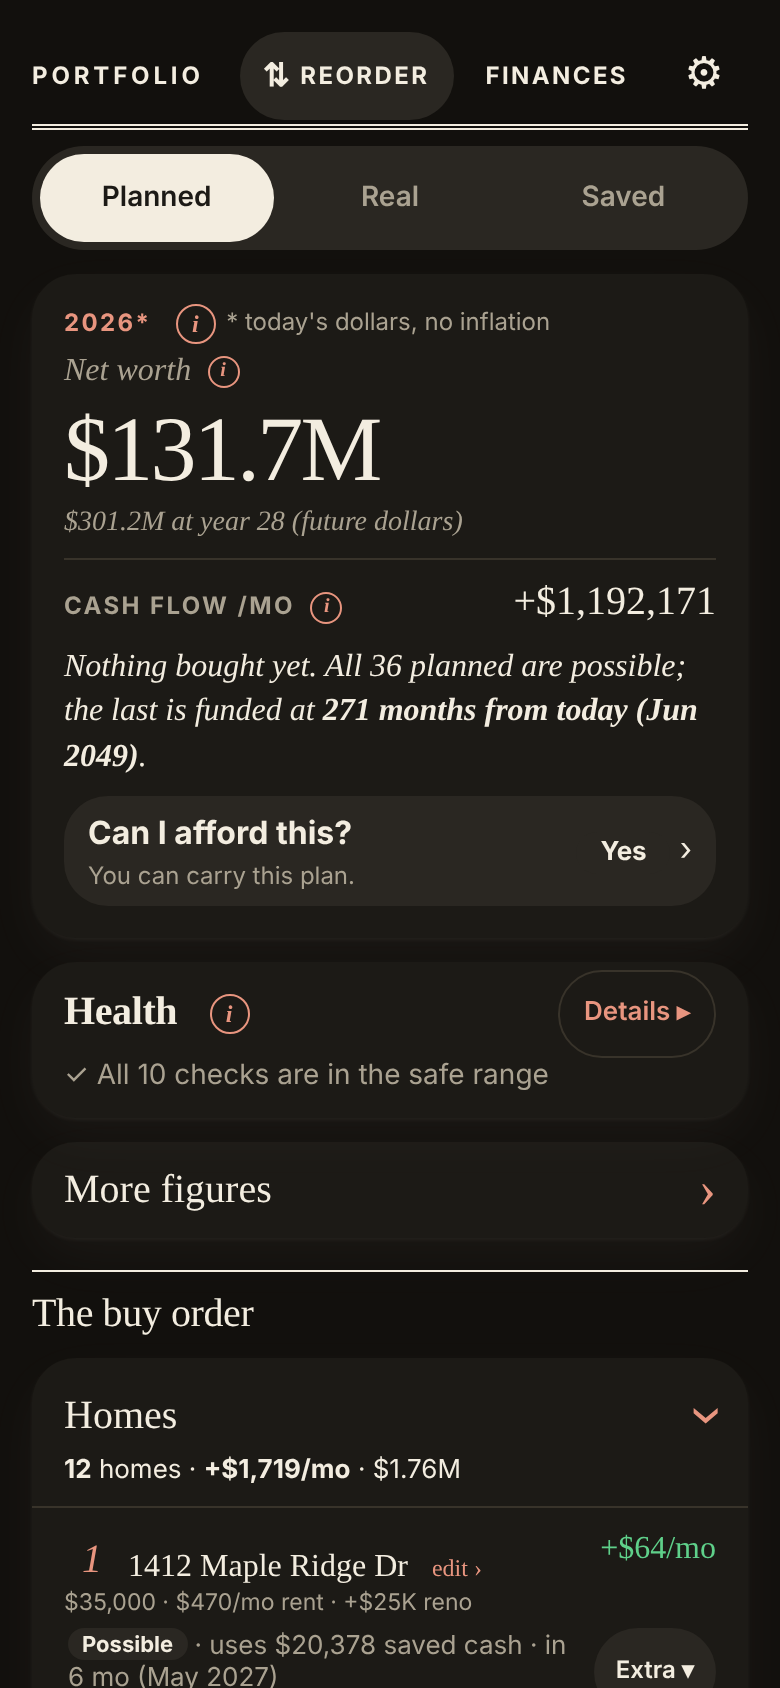 PORTFOLIO ⇅ REORDER FINANCES ⚙
Planned Real Saved
2026* i * today's dollars, no inflation
Net worth i
$131.7M
$301.2M at year 28 (future dollars)
CASH FLOW /MO i +$1,192,171
Nothing bought yet. All 36 planned are possible;
the last is funded at 271 months from today (Jun
2049).
Can I afford this?
You can carry this plan.
Yes ›
Health i Details ▸
✓ All 10 checks are in the safe range
More figures ›
The buy order
Homes
12 homes · +$1,719/mo · $1.76M
1 1412 Maple Ridge Dr edit › +$64/mo
$35,000 · $470/mo rent · +$25K reno
Possible · uses $20,378 saved cash · in
6 mo (May 2027)
Extra ▾